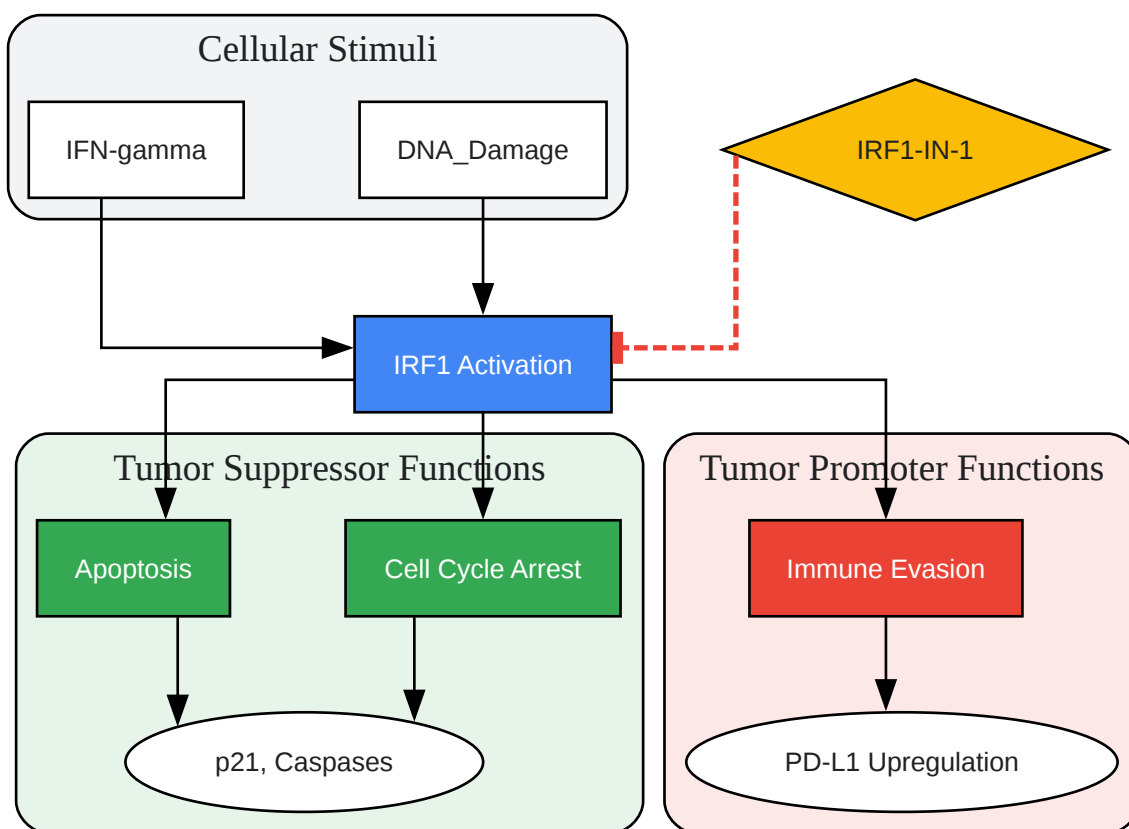 Cellular Stimuli
IFN-gamma
DNA_Damage
IRF1-IN-1
IRF1 Activation
Tumor Suppressor Functions
Tumor Promoter Functions
Apoptosis
Cell Cycle Arrest
Immune Evasion
p21, Caspases
PD-L1 Upregulation